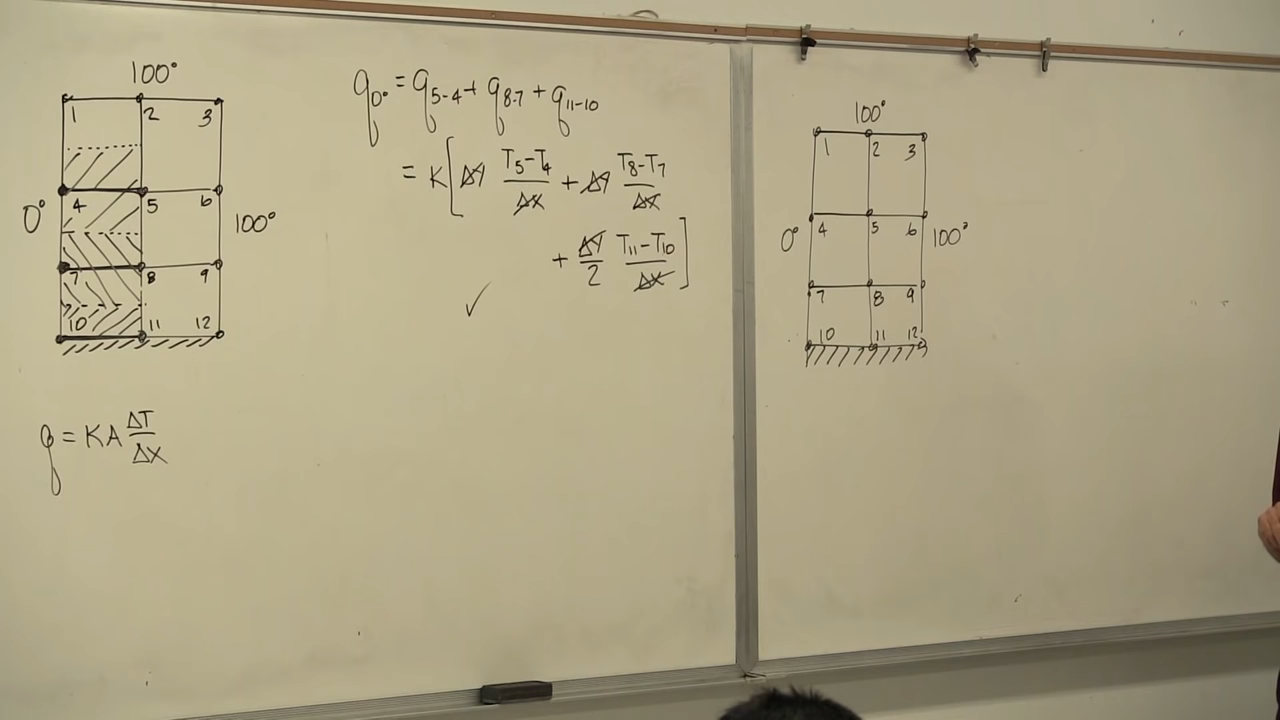 100°
1 2 3
4 5 6
0° 100°
7 8 9
10 11 12
q = KA ΔT/ΔX
q0° = q5-4 + q8-7 + q11-10
= K[ΔY (T5-T4)/ΔX + ΔY (T8-T7)/ΔX
+ ΔY/2 (T11-T10)/ΔX]
✓
100°
1 2 3
0° 4 5 6 100°
7 8 9
10 11 12